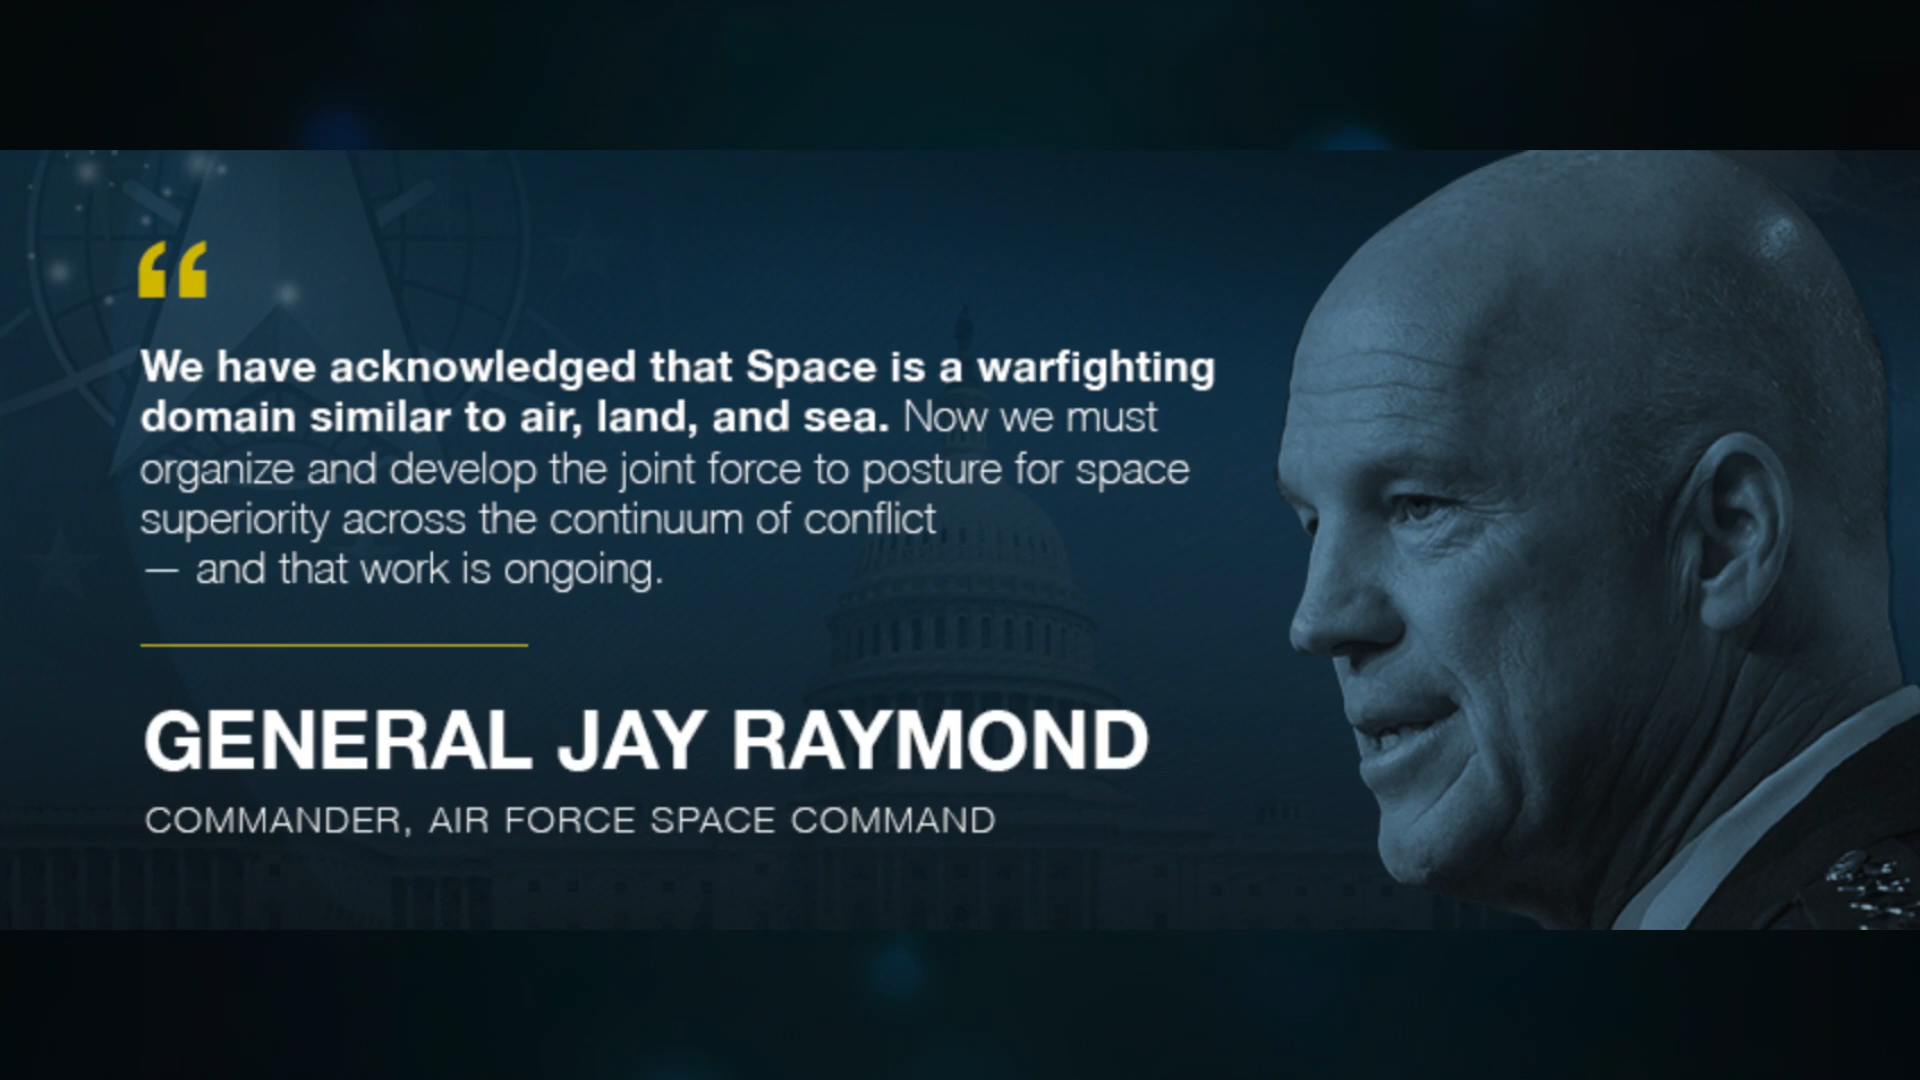 “
We have acknowledged that Space is a warfighting
domain similar to air, land, and sea. Now we must
organize and develop the joint force to posture for space
superiority across the continuum of conflict
— and that work is ongoing.
GENERAL JAY RAYMOND
COMMANDER, AIR FORCE SPACE COMMAND